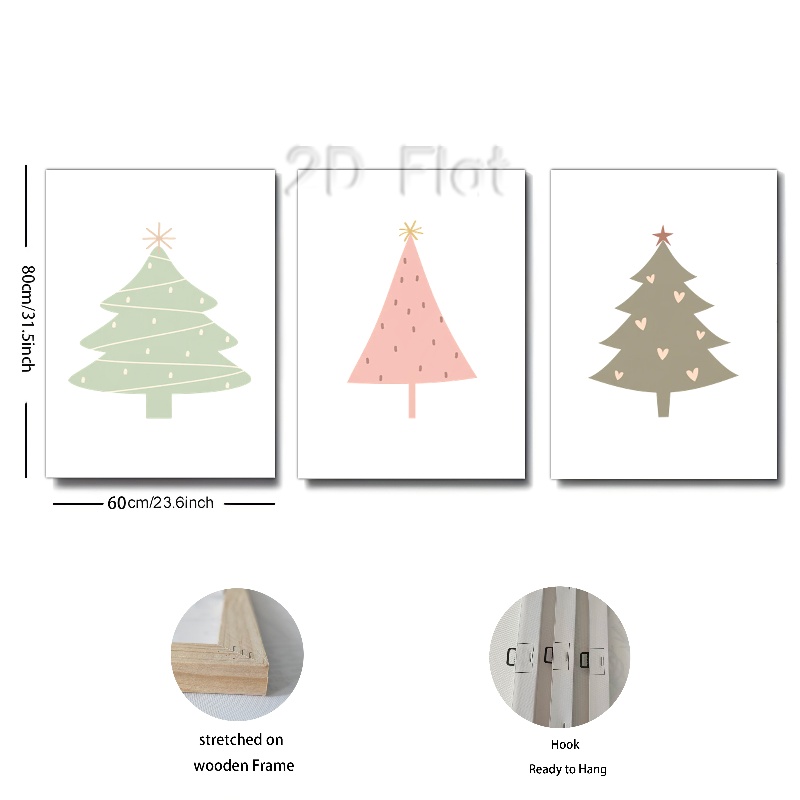 2D Flat
80cm/31.5inch
60cm/23.6inch
stretched on
wooden Frame
Hook
Ready to Hang